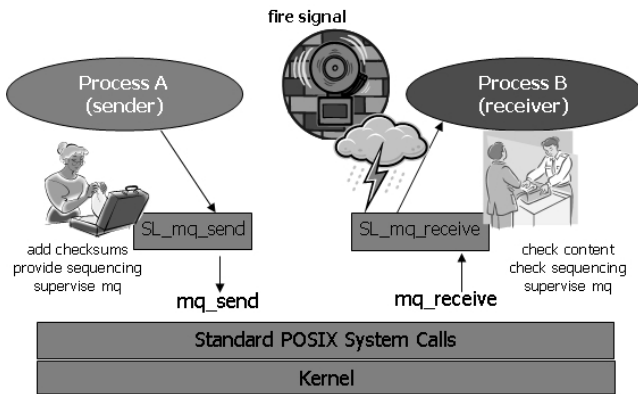 fire signal
Process A
(sender)
Process B
(receiver)
SL_mq_send
SL_mq_receive
add checksums
provide sequencing
supervise mq
check content
check sequencing
supervise mq
mq_send
mq_receive
Standard POSIX System Calls
Kernel